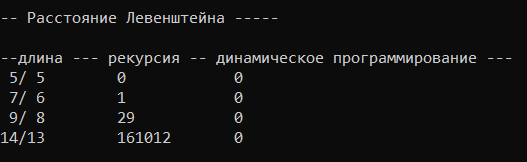 -- Расстояние Левенштейна -----
--длина --- рекурсия -- динамическое программирование ---
5/ 5 0 0
7/ 6 1 0
9/ 8 29 0
14/13 161012 0